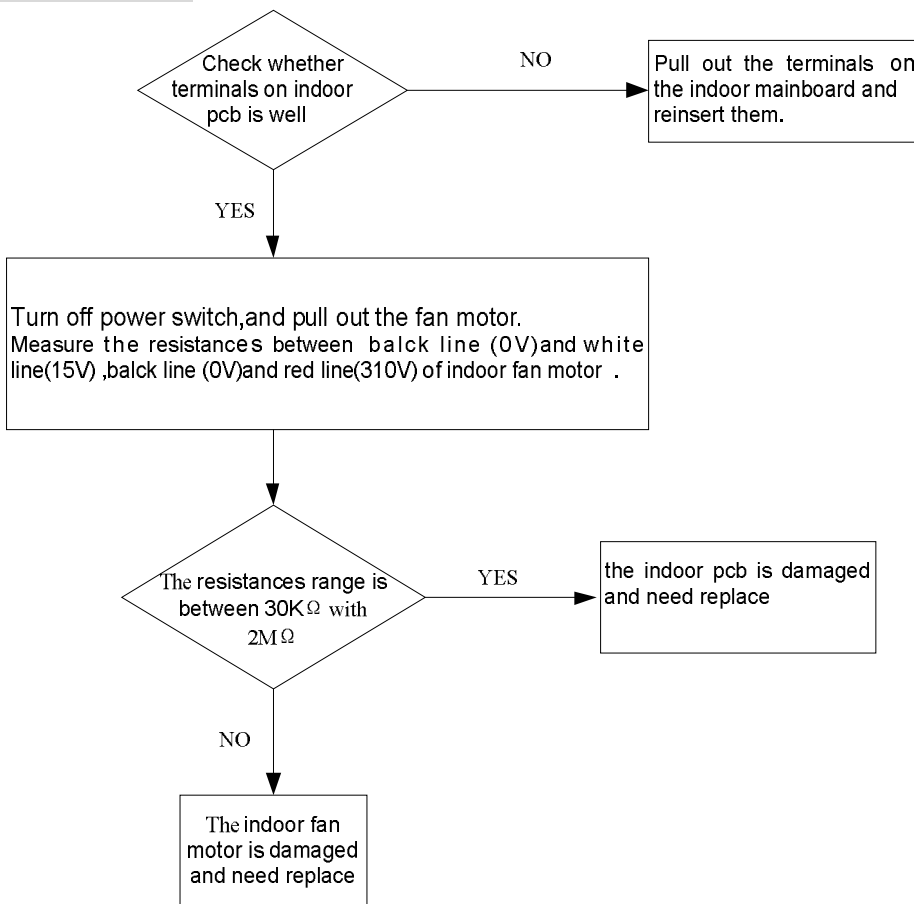 Check whether
terminals on indoor
pcb is well
NO
Pull out the terminals on
the indoor mainboard and
reinsert them.
YES
Turn off power switch,and pull out the fan motor.
Measure the resistances between balck line (0V)and white
line(15V) ,balck line (0V)and red line(310V) of indoor fan motor .
The resistances range is
between 30KΩ with
2MΩ
YES
the indoor pcb is damaged
and need replace
NO
The indoor fan
motor is damaged
and need replace